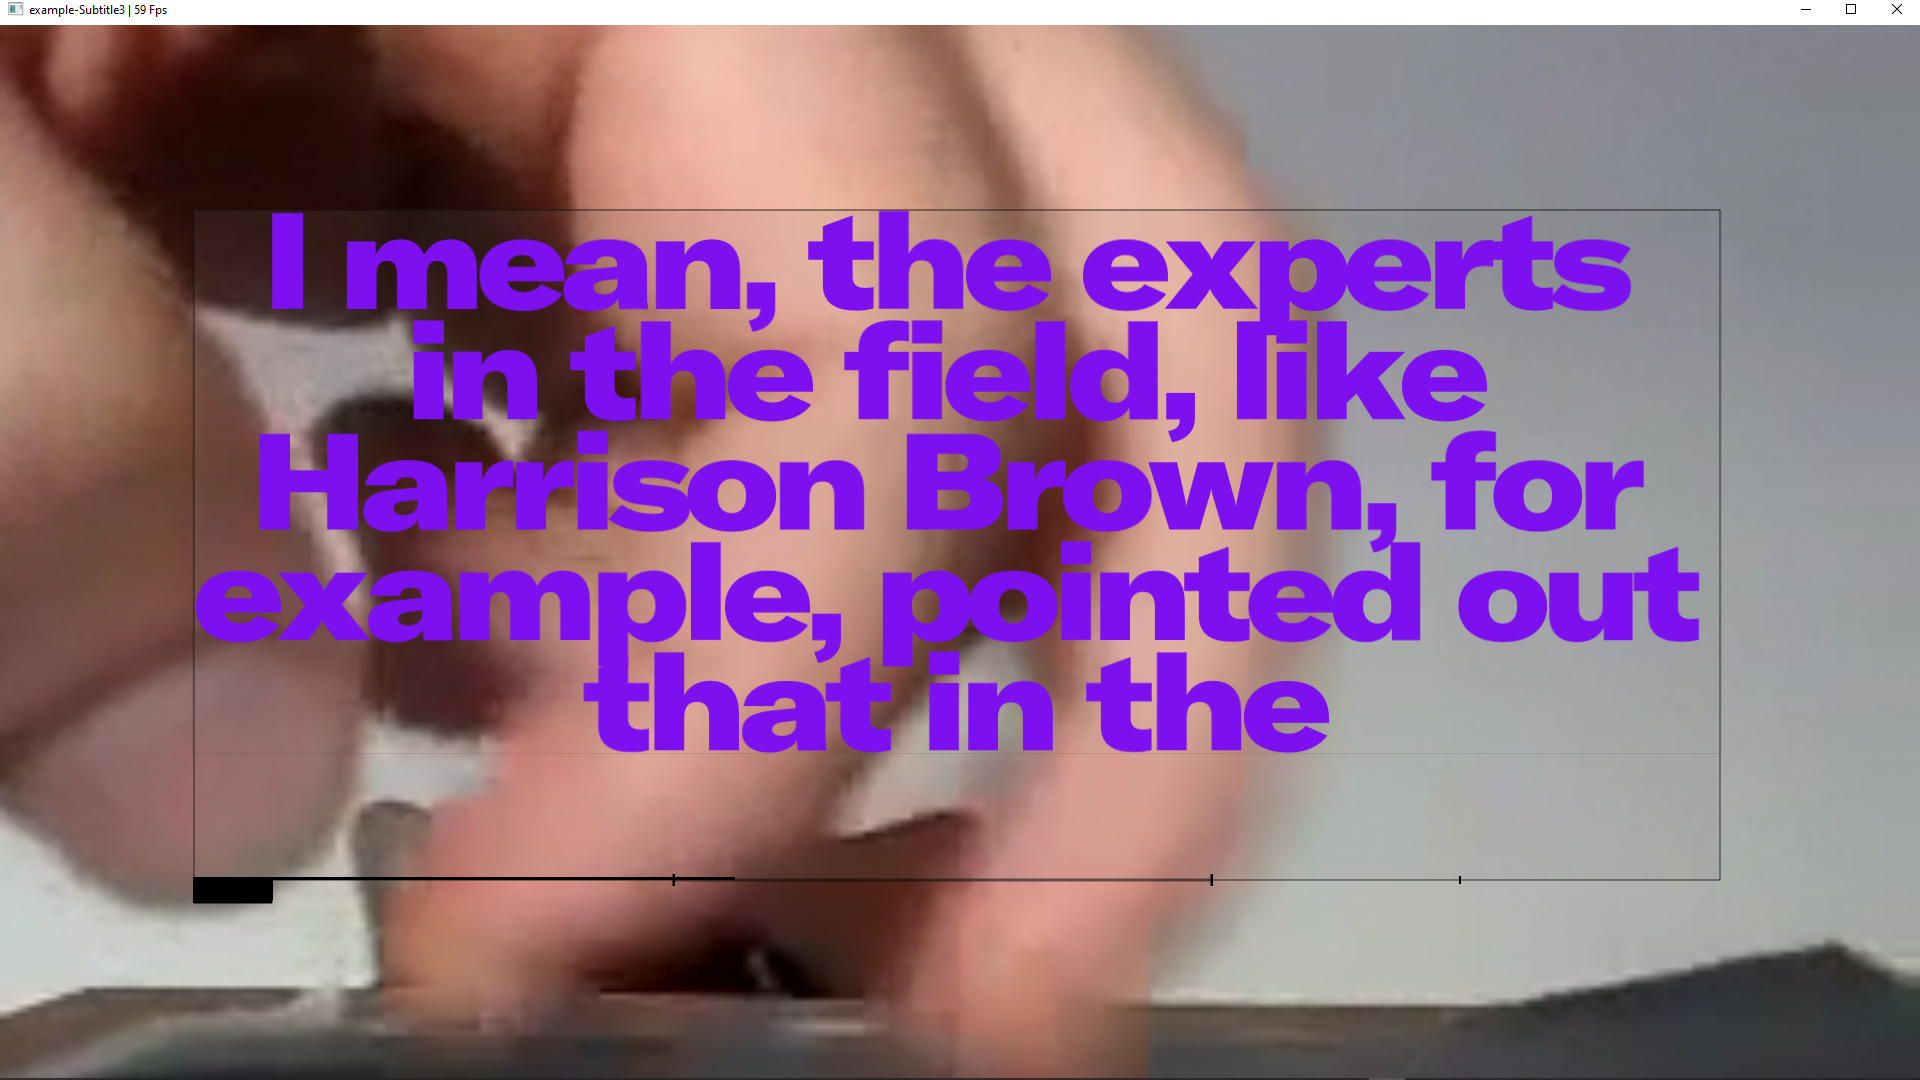 example-Subtitle3 | 59 Fps
I mean, the experts
in the field, like
Harrison Brown, for
example, pointed out
that in the